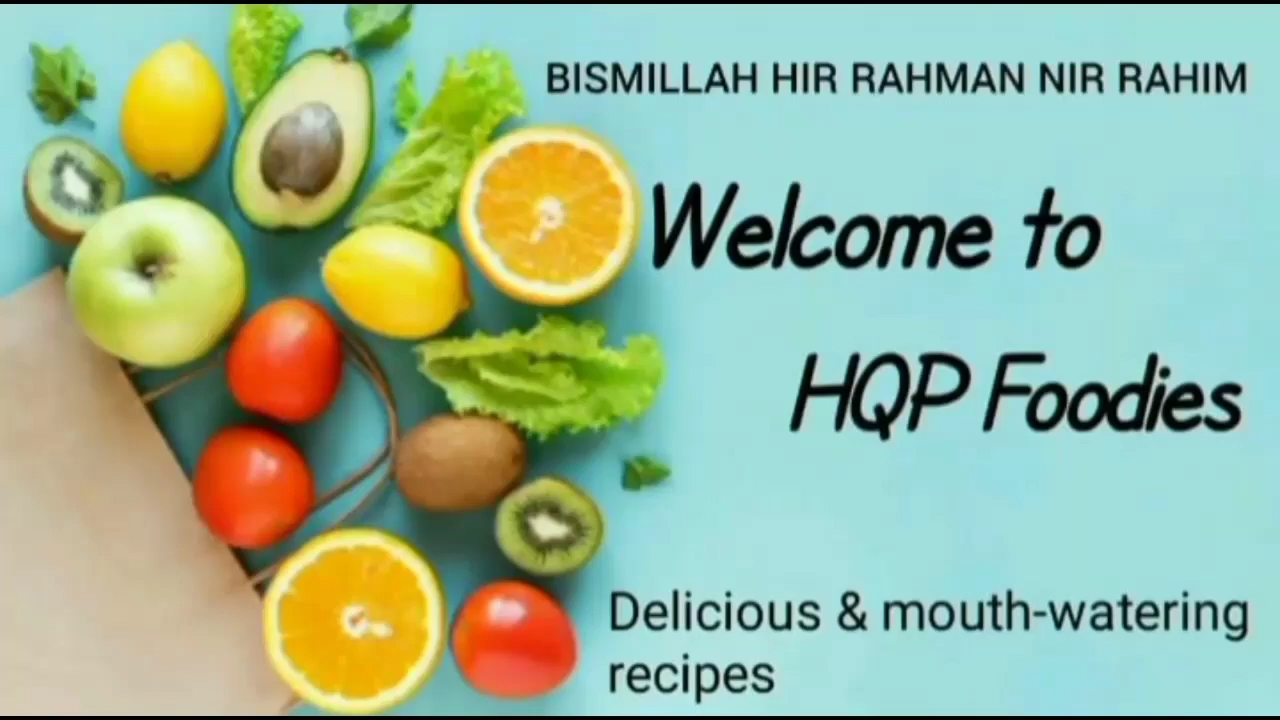 BISMILLAH HIR RAHMAN NIR RAHIM
Welcome to
HQP Foodies
Delicious & mouth-watering
recipes